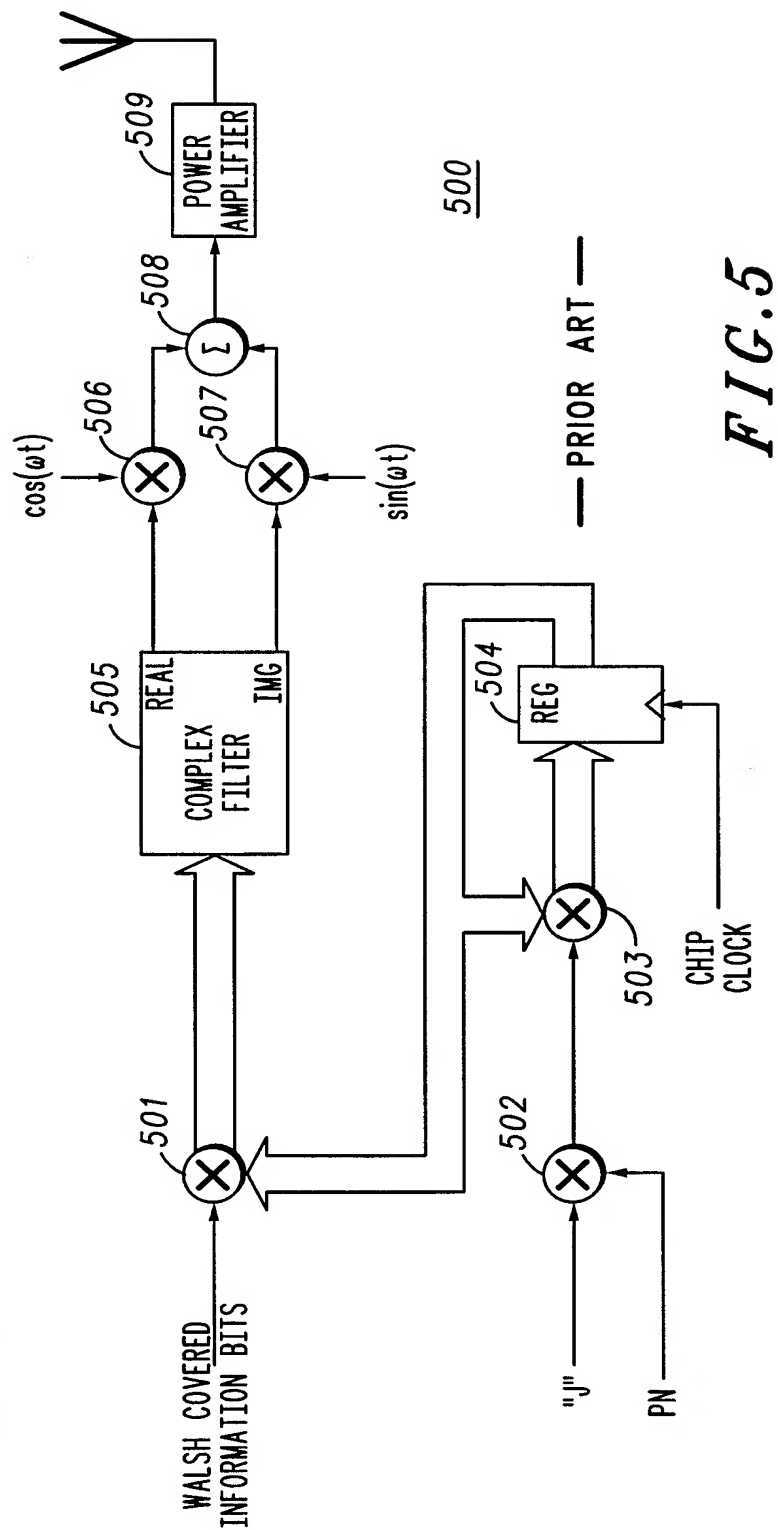 WALSH COVERED
INFORMATION BITS
501
COMPLEX
FILTER
REAL
IMG
505
cos(ωt)
506
sin(ωt)
507
Σ
508
POWER
AMPLIFIER
509
"J"
PN
502
503
REG
504
CHIP
CLOCK
500
—PRIOR ART—
FIG.5